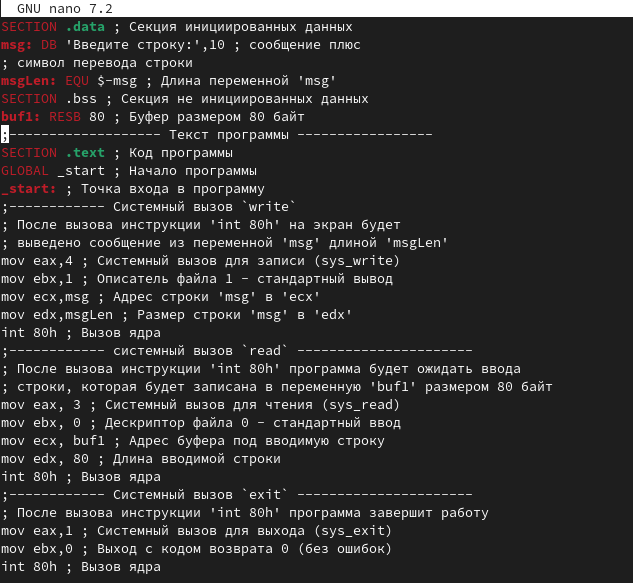 GNU nano 7.2
SECTION .data ; Секция инициированных данных
msg: DB 'Введите строку:',10 ; сообщение плюс
; символ перевода строки
msgLen: EQU $-msg ; Длина переменной 'msg'
SECTION .bss ; Секция не инициированных данных
buf1: RESB 80 ; Буфер размером 80 байт
;------------------- Текст программы -----------------
SECTION .text ; Код программы
GLOBAL _start ; Начало программы
_start: ; Точка входа в программу
;------------ Системный вызов `write`
; После вызова инструкции 'int 80h' на экран будет
; выведено сообщение из переменной 'msg' длиной 'msgLen'
mov eax,4 ; Системный вызов для записи (sys_write)
mov ebx,1 ; Описатель файла 1 - стандартный вывод
mov ecx,msg ; Адрес строки 'msg' в 'ecx'
mov edx,msgLen ; Размер строки 'msg' в 'edx'
int 80h ; Вызов ядра
;------------ системный вызов `read` ----------------------
; После вызова инструкции 'int 80h' программа будет ожидать ввода
; строки, которая будет записана в переменную 'buf1' размером 80 байт
mov eax, 3 ; Системный вызов для чтения (sys_read)
mov ebx, 0 ; Дескриптор файла 0 - стандартный ввод
mov ecx, buf1 ; Адрес буфера под вводимую строку
mov edx, 80 ; Длина вводимой строки
int 80h ; Вызов ядра
;------------ Системный вызов `exit` ----------------------
; После вызова инструкции 'int 80h' программа завершит работу
mov eax,1 ; Системный вызов для выхода (sys_exit)
mov ebx,0 ; Выход с кодом возврата 0 (без ошибок)
int 80h ; Вызов ядра